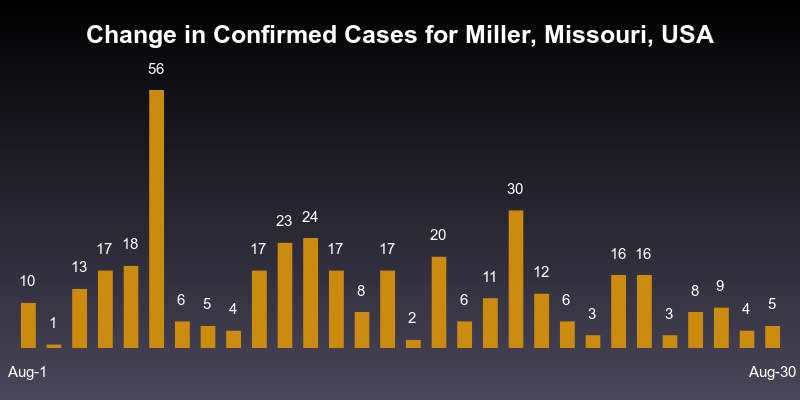 Change in Confirmed Cases for Miller, Missouri, USA
10 1 13 17 18 56 6 5 4 17 23 24 17 8 17 2 20 6 11 30 12 6 3 16 16 3 8 9 4 5
Aug-1 Aug-30